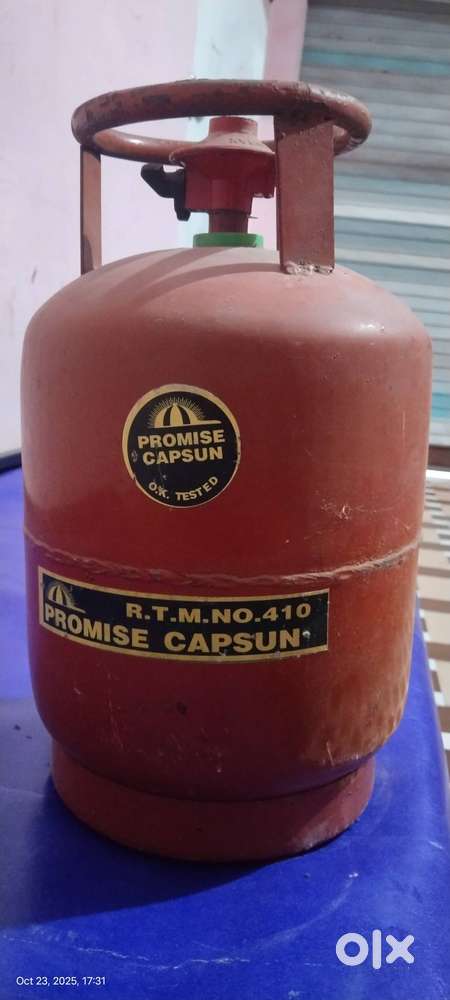 PROMISE
CAPSUN
O.K. TESTED
R.T.M.NO.410
PROMISE CAPSUN
olx
Oct 23, 2025, 17:31